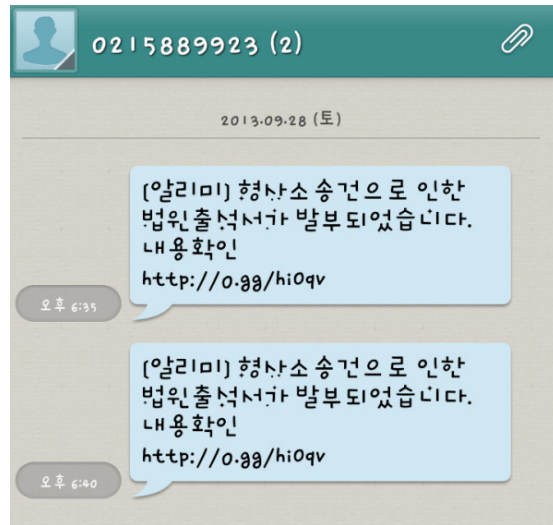 0215889923 (2)
2013.09.28 (토)
[알리미] 형사소송건으로 인한
법원출석서가 발부되었습니다.
내용확인
http://o.gg/hi0qv
오후 6:35
[알리미] 형사소송건으로 인한
법원출석서가 발부되었습니다.
내용확인
http://o.gg/hi0qv
오후 6:40